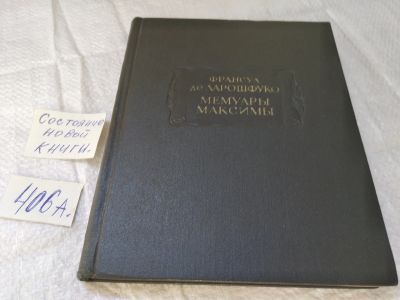 ФРАНСУА
ДЕ ЛАРОШФУКО
МЕМУАРЫ
МАКСИМЫ
Состояние
новой
книги.
406А.